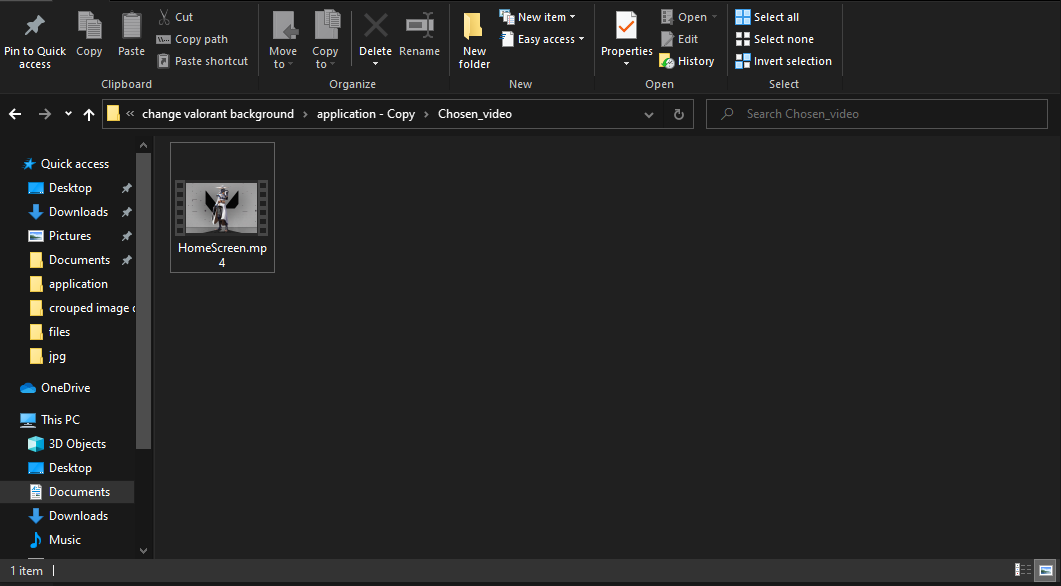 Pin to Quick
access
Copy
Paste
Cut
Copy path
Paste shortcut
Clipboard
Move
to
Copy
to
Delete
Rename
Organize
New
folder
New item
Easy access
New
Properties
Open
Edit
History
Open
Select all
Select none
Invert selection
Select
« change valorant background > application - Copy > Chosen_video
Search Chosen_video
Quick access
Desktop
Downloads
Pictures
Documents
application
crouped image
files
jpg
OneDrive
This PC
3D Objects
Desktop
Documents
Downloads
Music
HomeScreen.mp
4
1 item